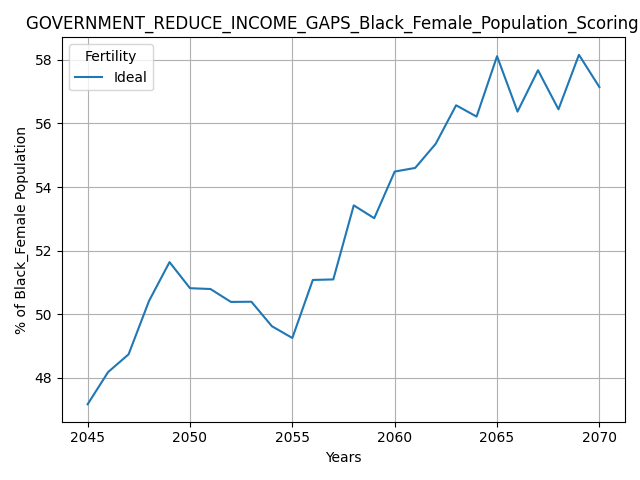 GOVERNMENT_REDUCE_INCOME_GAPS_Black_Female_Population_Scoring
Fertility
Ideal
% of Black_Female Population
58
56
54
52
50
48
2045 2050 2055 2060 2065 2070
Years